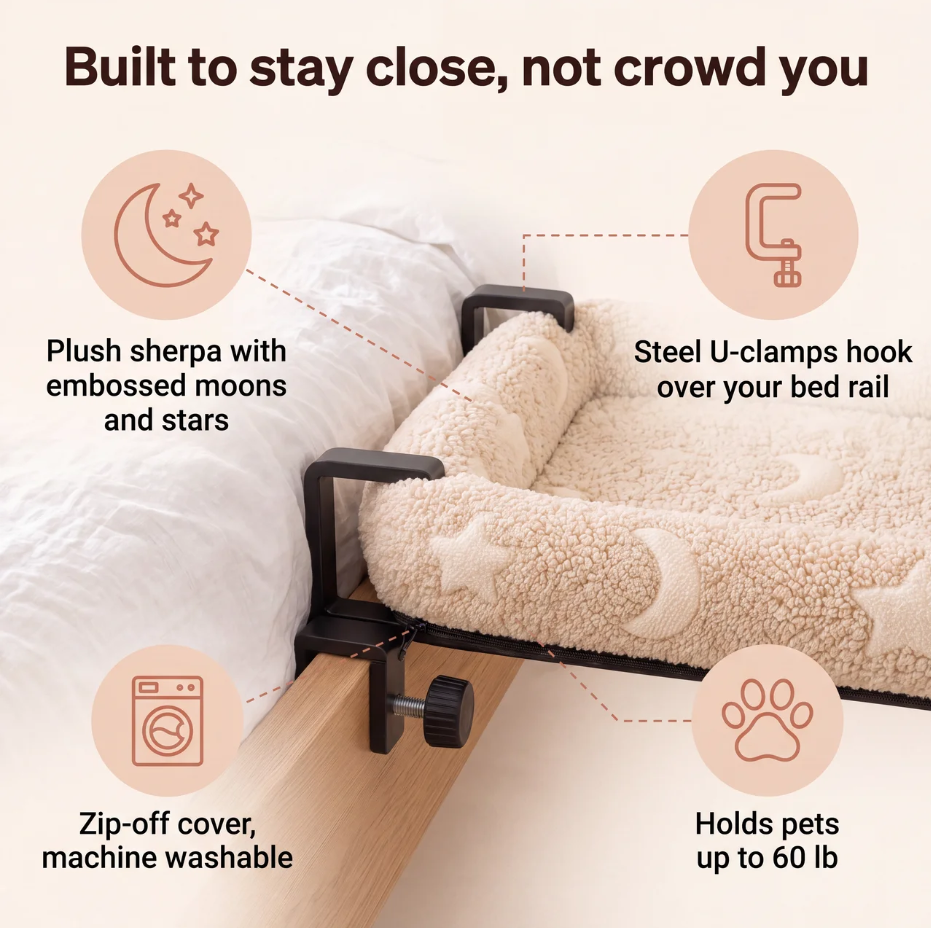 Built to stay close, not crowd you
Plush sherpa with
embossed moons
and stars
Steel U-clamps hook
over your bed rail
Zip-off cover,
machine washable
Holds pets
up to 60 lb